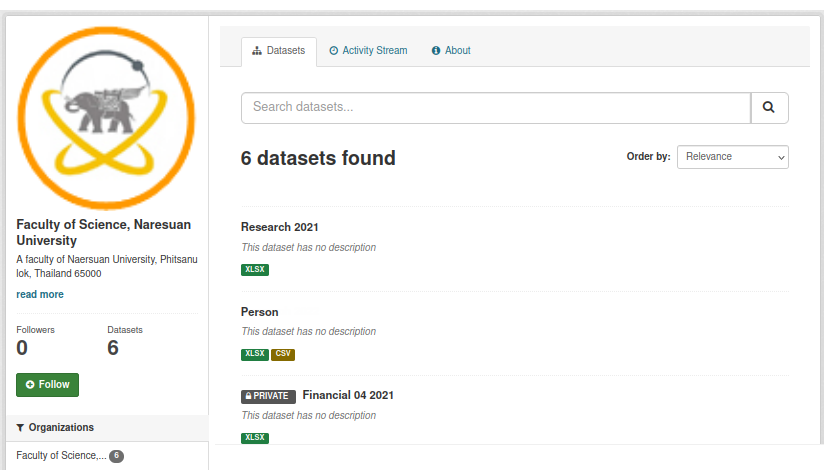 Faculty of Science, Naresuan
University
A faculty of Naersuan University, Phitsanu
lok, Thailand 65000
read more
Followers
Datasets
0
6
Follow
Organizations
Faculty of Science,... 6
Datasets
Activity Stream
About
Search datasets...
6 datasets found
Order by:
Relevance
Research 2021
This dataset has no description
XLSX
Person
This dataset has no description
XLSX CSV
PRIVATE Financial 04 2021
This dataset has no description
XLSX